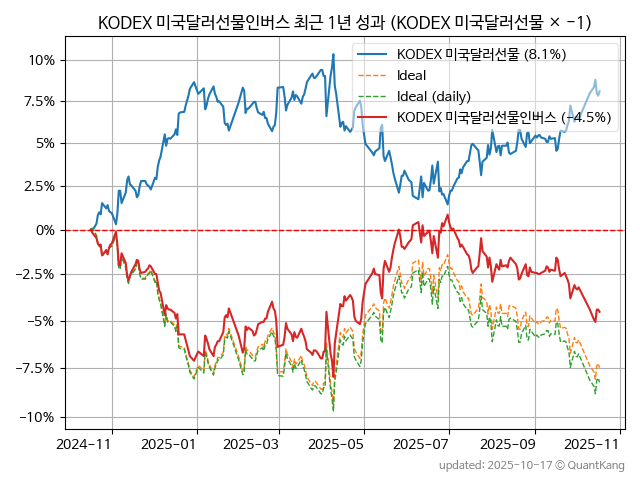 KODEX 미국달러선물인버스 최근 1년 성과 (KODEX 미국달러선물 × −1)
KODEX 미국달러선물 (8.1%)
Ideal
Ideal (daily)
KODEX 미국달러선물인버스 (−4.5%)
10%
7.5%
5%
2.5%
0%
−2.5%
−5%
−7.5%
−10%
2024-11
2025-01
2025-03
2025-05
2025-07
2025-09
2025-11
updated: 2025-10-17 © QuantKang